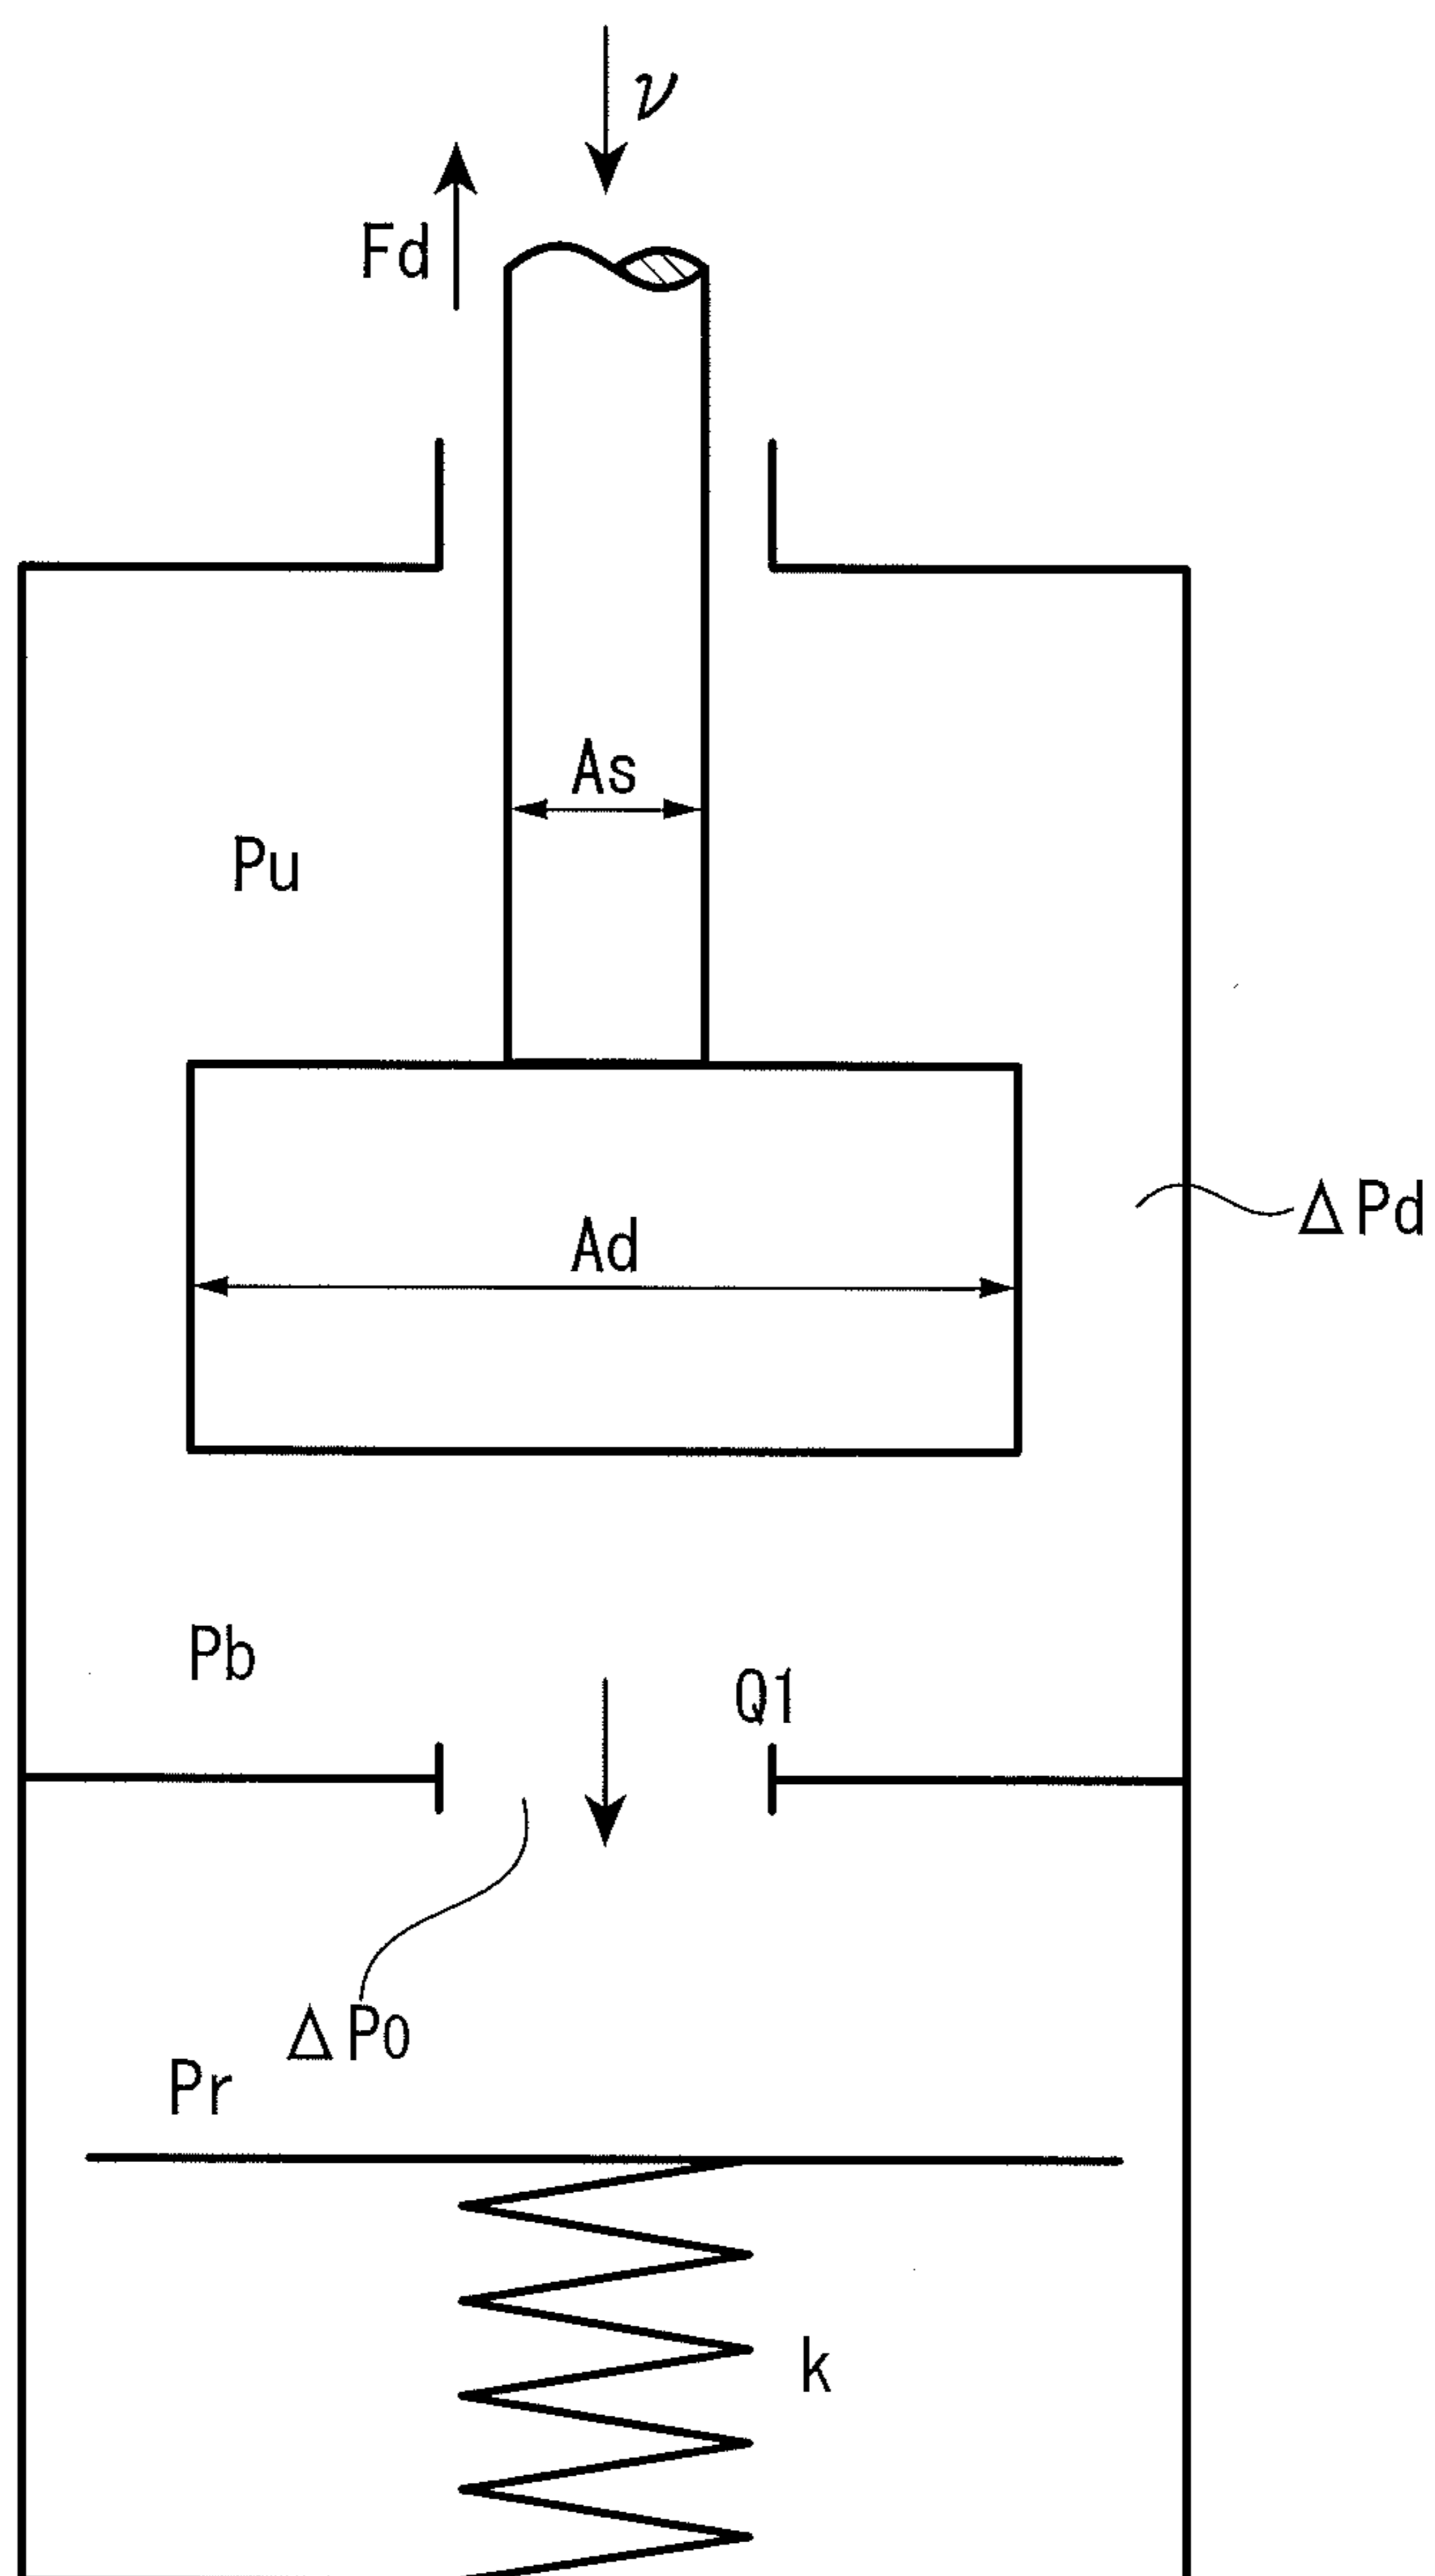 ν
Fd
As
Pu
ΔPd
Ad
Pb
Q1
ΔPo
Pr
k